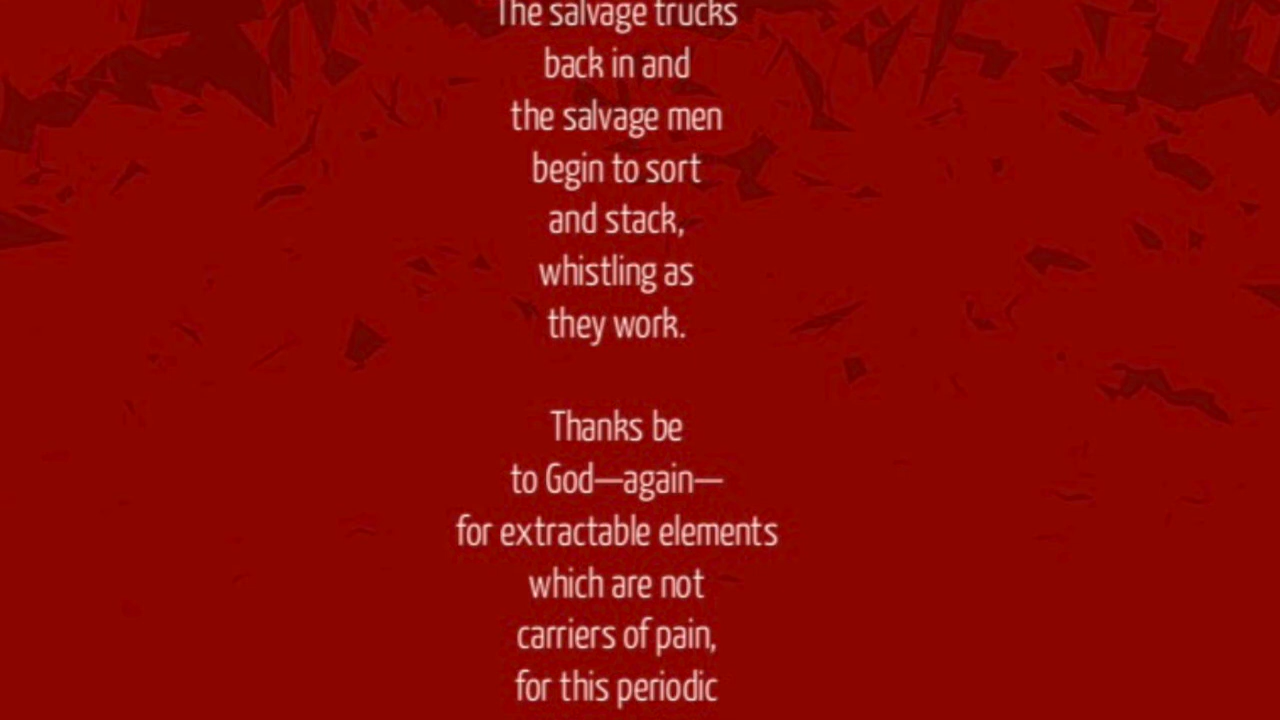 The salvage trucks
back in and
the salvage men
begin to sort
and stack,
whistling as
they work.
Thanks be
to God—again—
for extractable elements
which are not
carriers of pain,
for this periodic